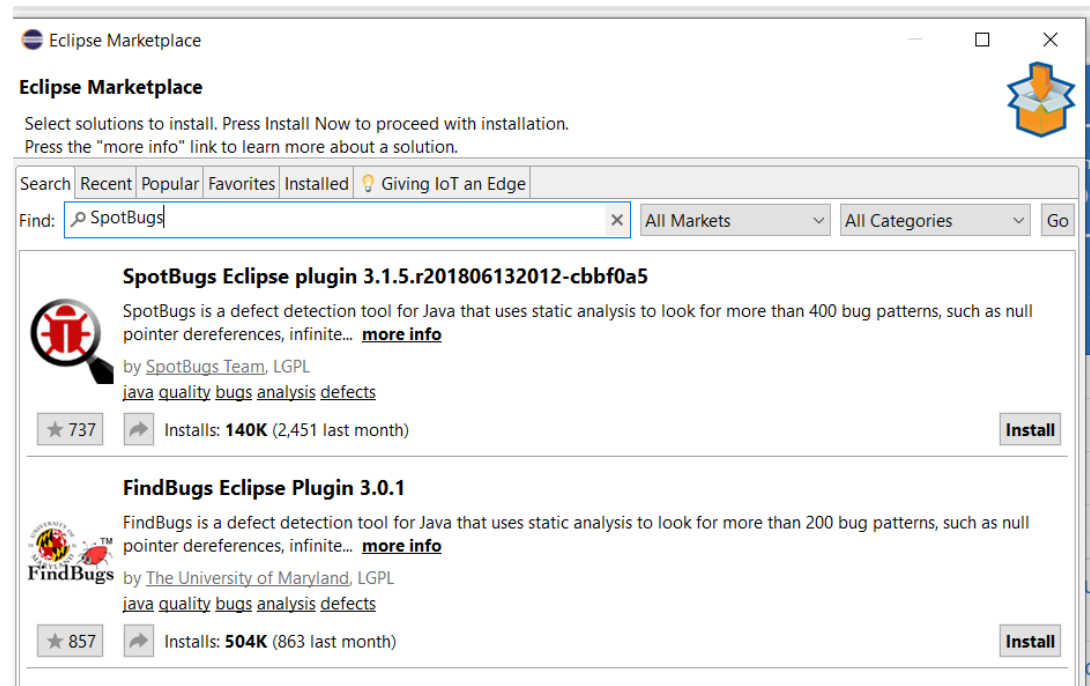 Eclipse Marketplace
Eclipse Marketplace
Select solutions to install. Press Install Now to proceed with installation.
Press the "more info" link to learn more about a solution.
Search Recent Popular Favorites Installed Giving IoT an Edge
Find: SpotBugs All Markets All Categories Go
SpotBugs Eclipse plugin 3.1.5.r201806132012-cbbf0a5
SpotBugs is a defect detection tool for Java that uses static analysis to look for more than 400 bug patterns, such as null
pointer dereferences, infinite... more info
by SpotBugs Team, LGPL
java quality bugs analysis defects
737 Installs: 140K (2,451 last month) Install
FindBugs Eclipse Plugin 3.0.1
FindBugs is a defect detection tool for Java that uses static analysis to look for more than 200 bug patterns, such as null
pointer dereferences, infinite... more info
FindBugs TM
by The University of Maryland, LGPL
java quality bugs analysis defects
857 Installs: 504K (863 last month) Install